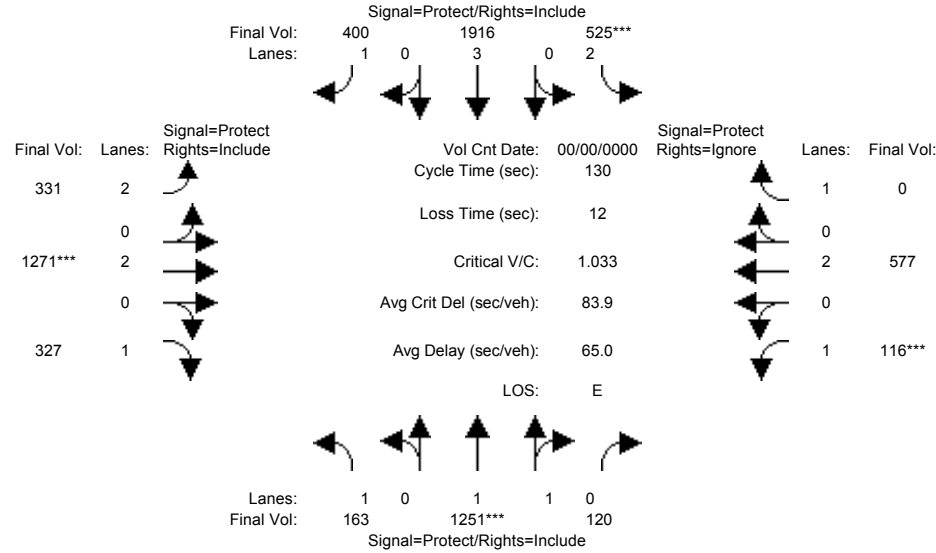 Signal=Protect/Rights=Include
Final Vol: 400 1916 525***
Lanes: 1 0 3 0 2
Signal=Protect
Final Vol: Lanes: Rights=Include
Vol Cnt Date: 00/00/0000
Signal=Protect
Rights=Ignore Lanes: Final Vol:
Cycle Time (sec): 130
331 2
1 0
Loss Time (sec): 12
0
0
1271*** 2
Critical V/C: 1.033
2 577
0
Avg Crit Del (sec/veh): 83.9
0
327 1
Avg Delay (sec/veh): 65.0
1 116***
LOS: E
Lanes: 1 0 1 1 0
Final Vol: 163 1251*** 120
Signal=Protect/Rights=Include